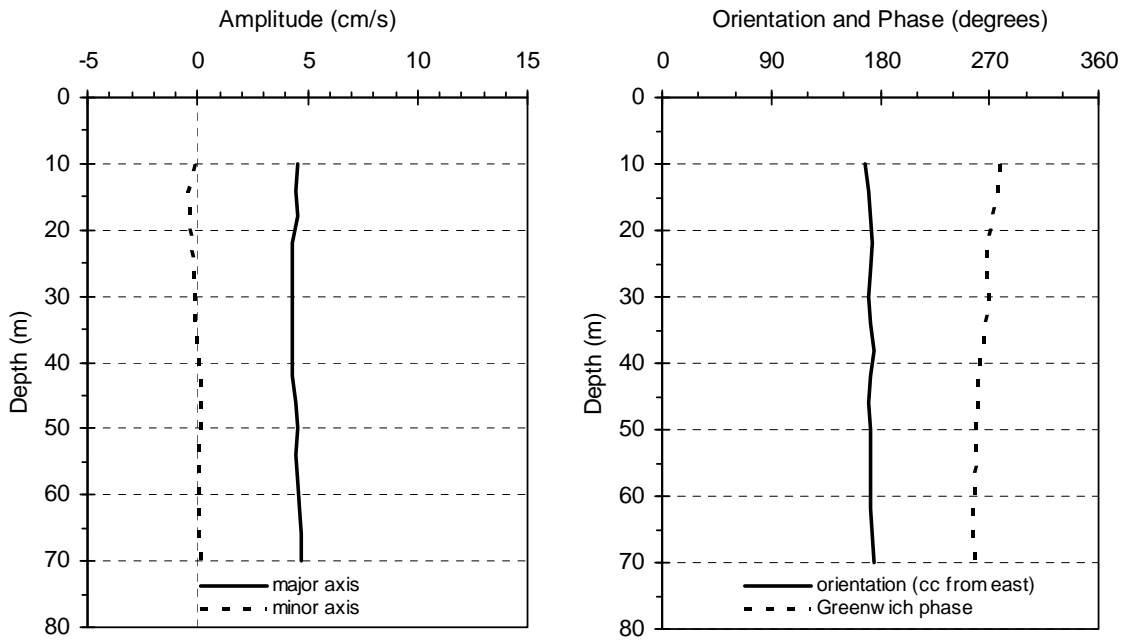 Amplitude (cm/s)
-5 0 5 10 15
0
10
20
30
40
50
60
70
80
Depth (m)
major axis
minor axis
Orientation and Phase (degrees)
0 90 180 270 360
0
10
20
30
40
50
60
70
80
Depth (m)
orientation (cc from east)
Greenwich phase